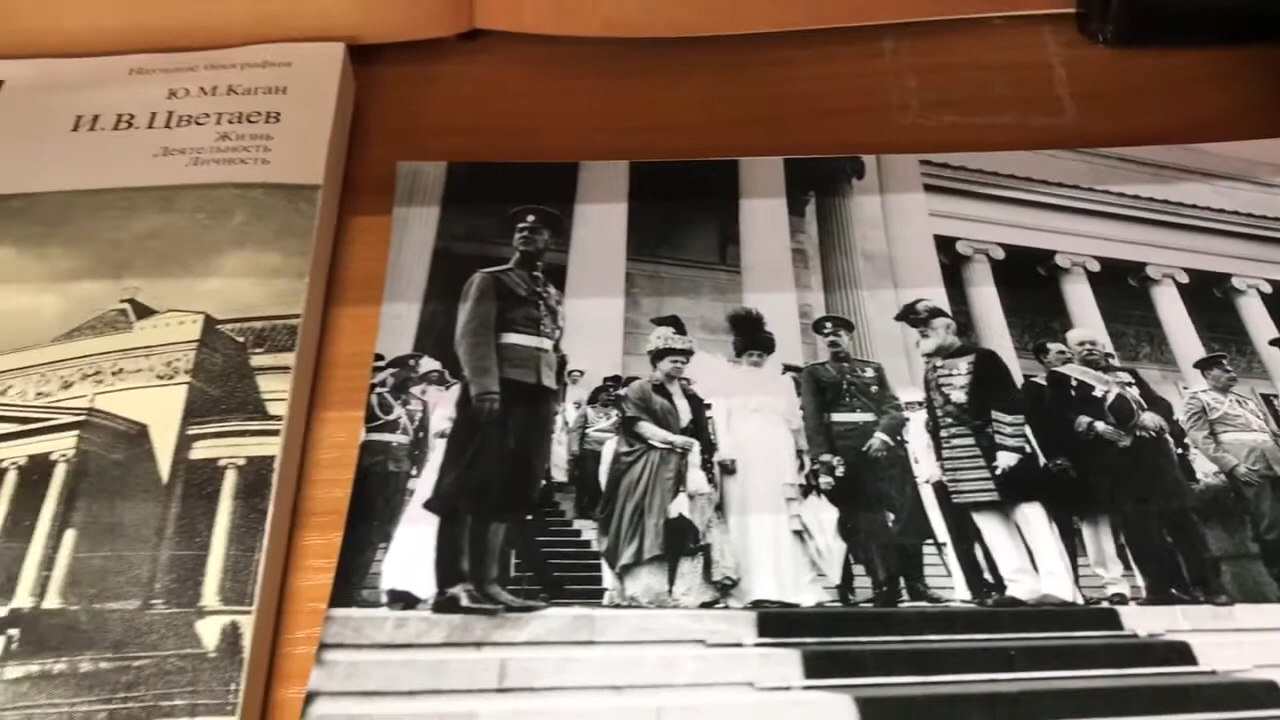 Научные биографии
Ю.М.Каган
И.В.Цветаев
Жизнь
Деятельность
Личность